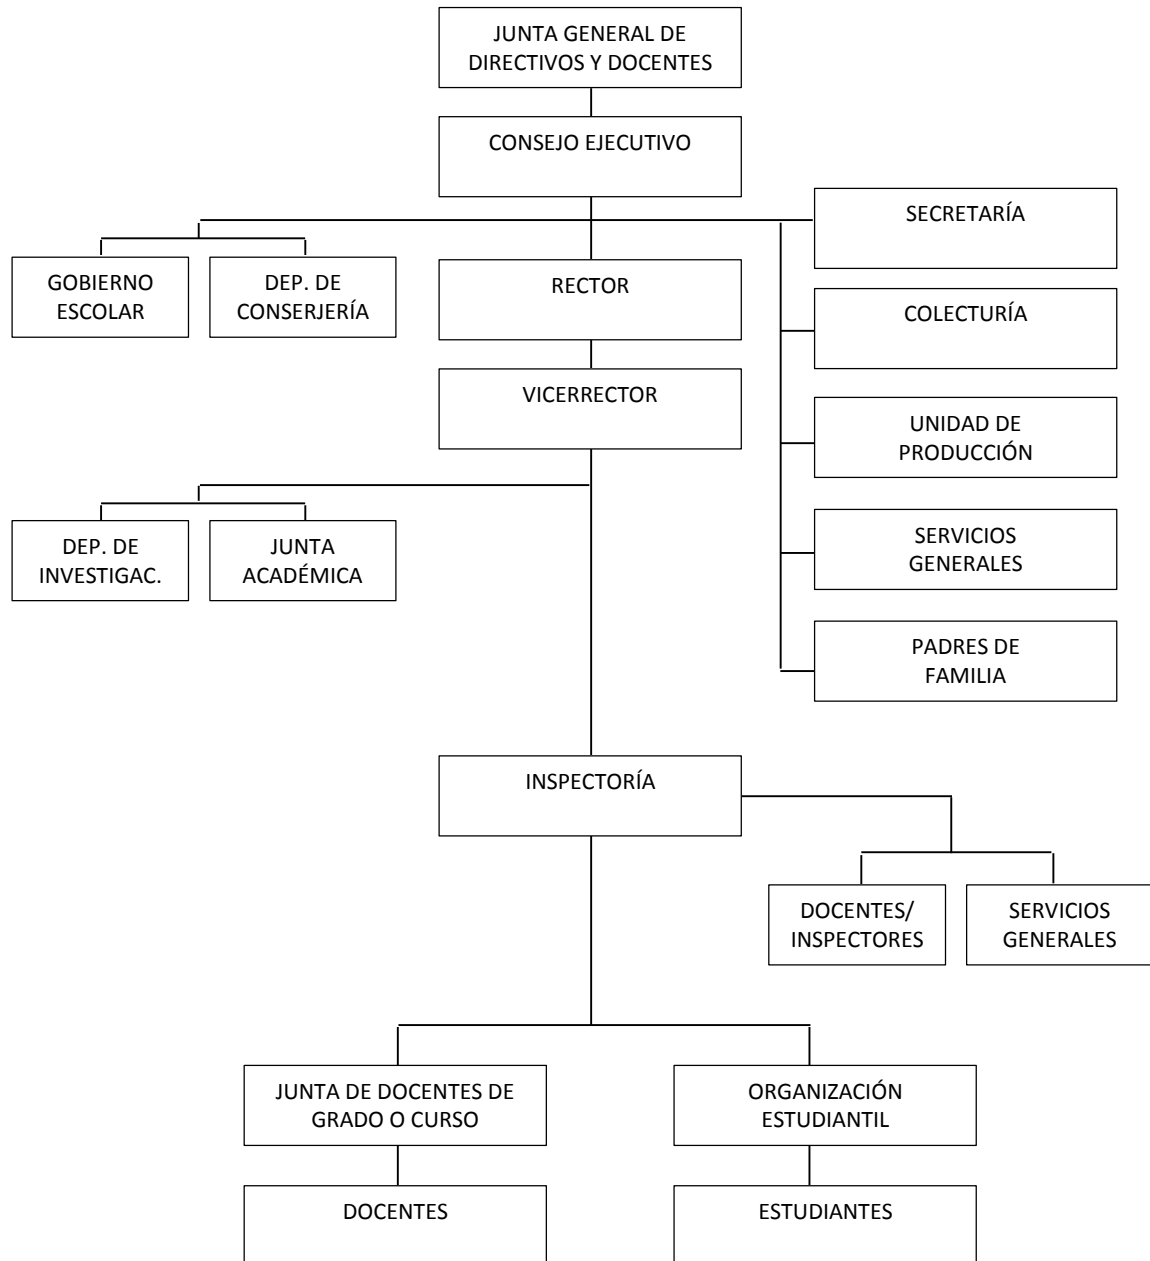 JUNTA GENERAL DE
DIRECTIVOS Y DOCENTES
CONSEJO EJECUTIVO
SECRETARÍA
GOBIERNO
ESCOLAR
DEP. DE
CONSERJERÍA
RECTOR
COLECTURÍA
VICERRECTOR
UNIDAD DE
PRODUCCIÓN
DEP. DE
INVESTIGAC.
JUNTA
ACADÉMICA
SERVICIOS
GENERALES
PADRES DE
FAMILIA
INSPECTORÍA
DOCENTES/
INSPECTORES
SERVICIOS
GENERALES
JUNTA DE DOCENTES DE
GRADO O CURSO
ORGANIZACIÓN
ESTUDIANTIL
DOCENTES
ESTUDIANTES